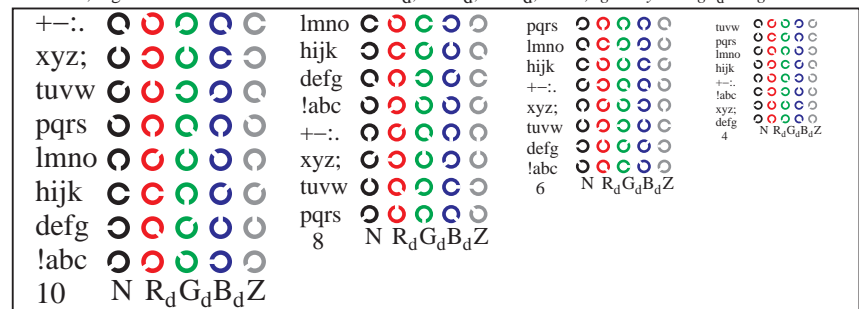 +−:.
xyz;
tuvw
pqrs
lmno
hijk
defg
!abc
10 N RdGdBdZ
lmno
hijk
defg
!abc
+−:.
xyz;
tuvw
pqrs
8 N RdGdBdZ
pqrs
lmno
hijk
+−:.
xyz;
tuvw
defg
!abc
6 N RdGdBdZ
tuvw
pqrs
lmno
hijk
+−:.
!abc
xyz;
defg
4 N RdGdBdZ